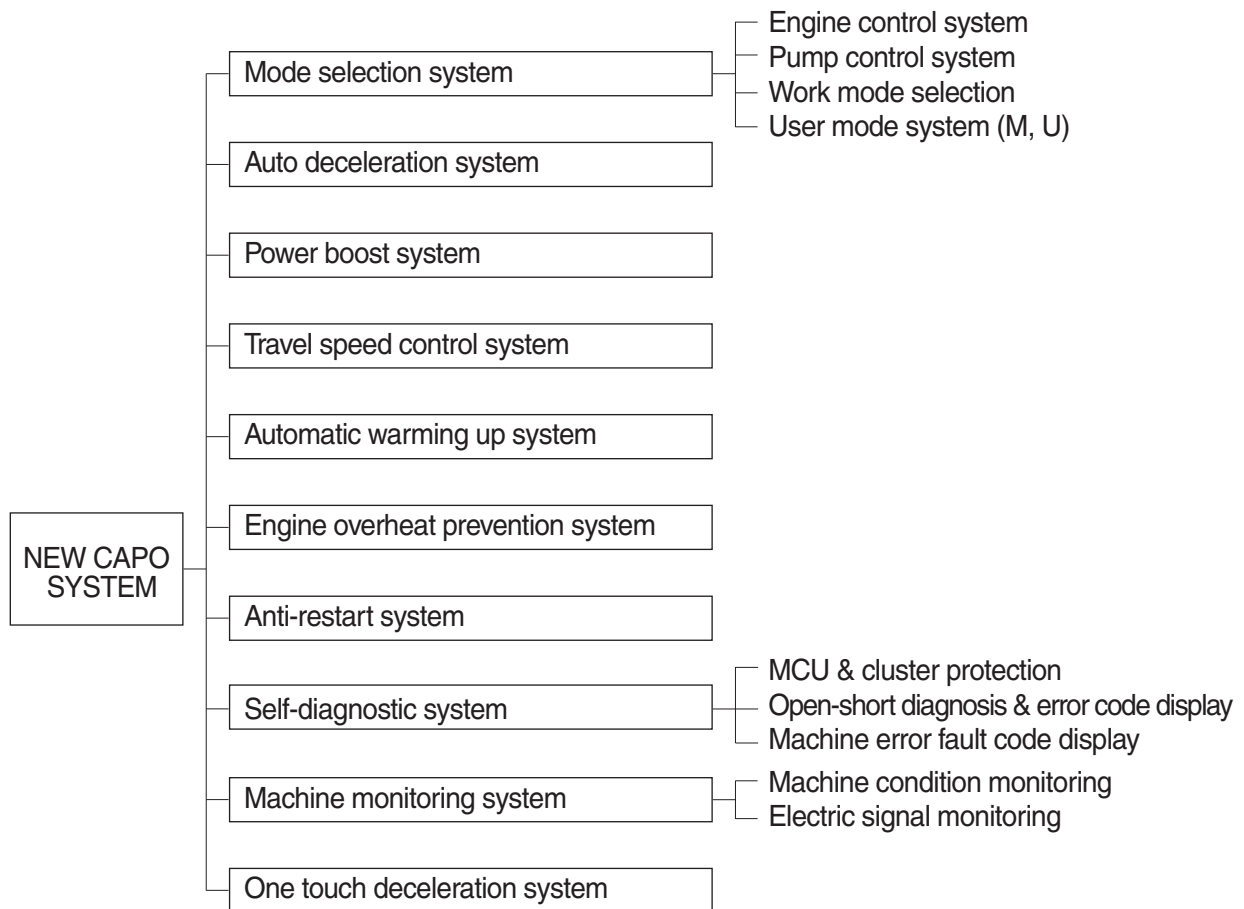 Engine control system
Mode selection system
Pump control system
Work mode selection
User mode system (M, U)
Auto deceleration system
Power boost system
Travel speed control system
Automatic warming up system
Engine overheat prevention system
NEW CAPO
SYSTEM
Anti-restart system
MCU & cluster protection
Self-diagnostic system
Open-short diagnosis & error code display
Machine error fault code display
Machine monitoring system
Machine condition monitoring
Electric signal monitoring
One touch deceleration system